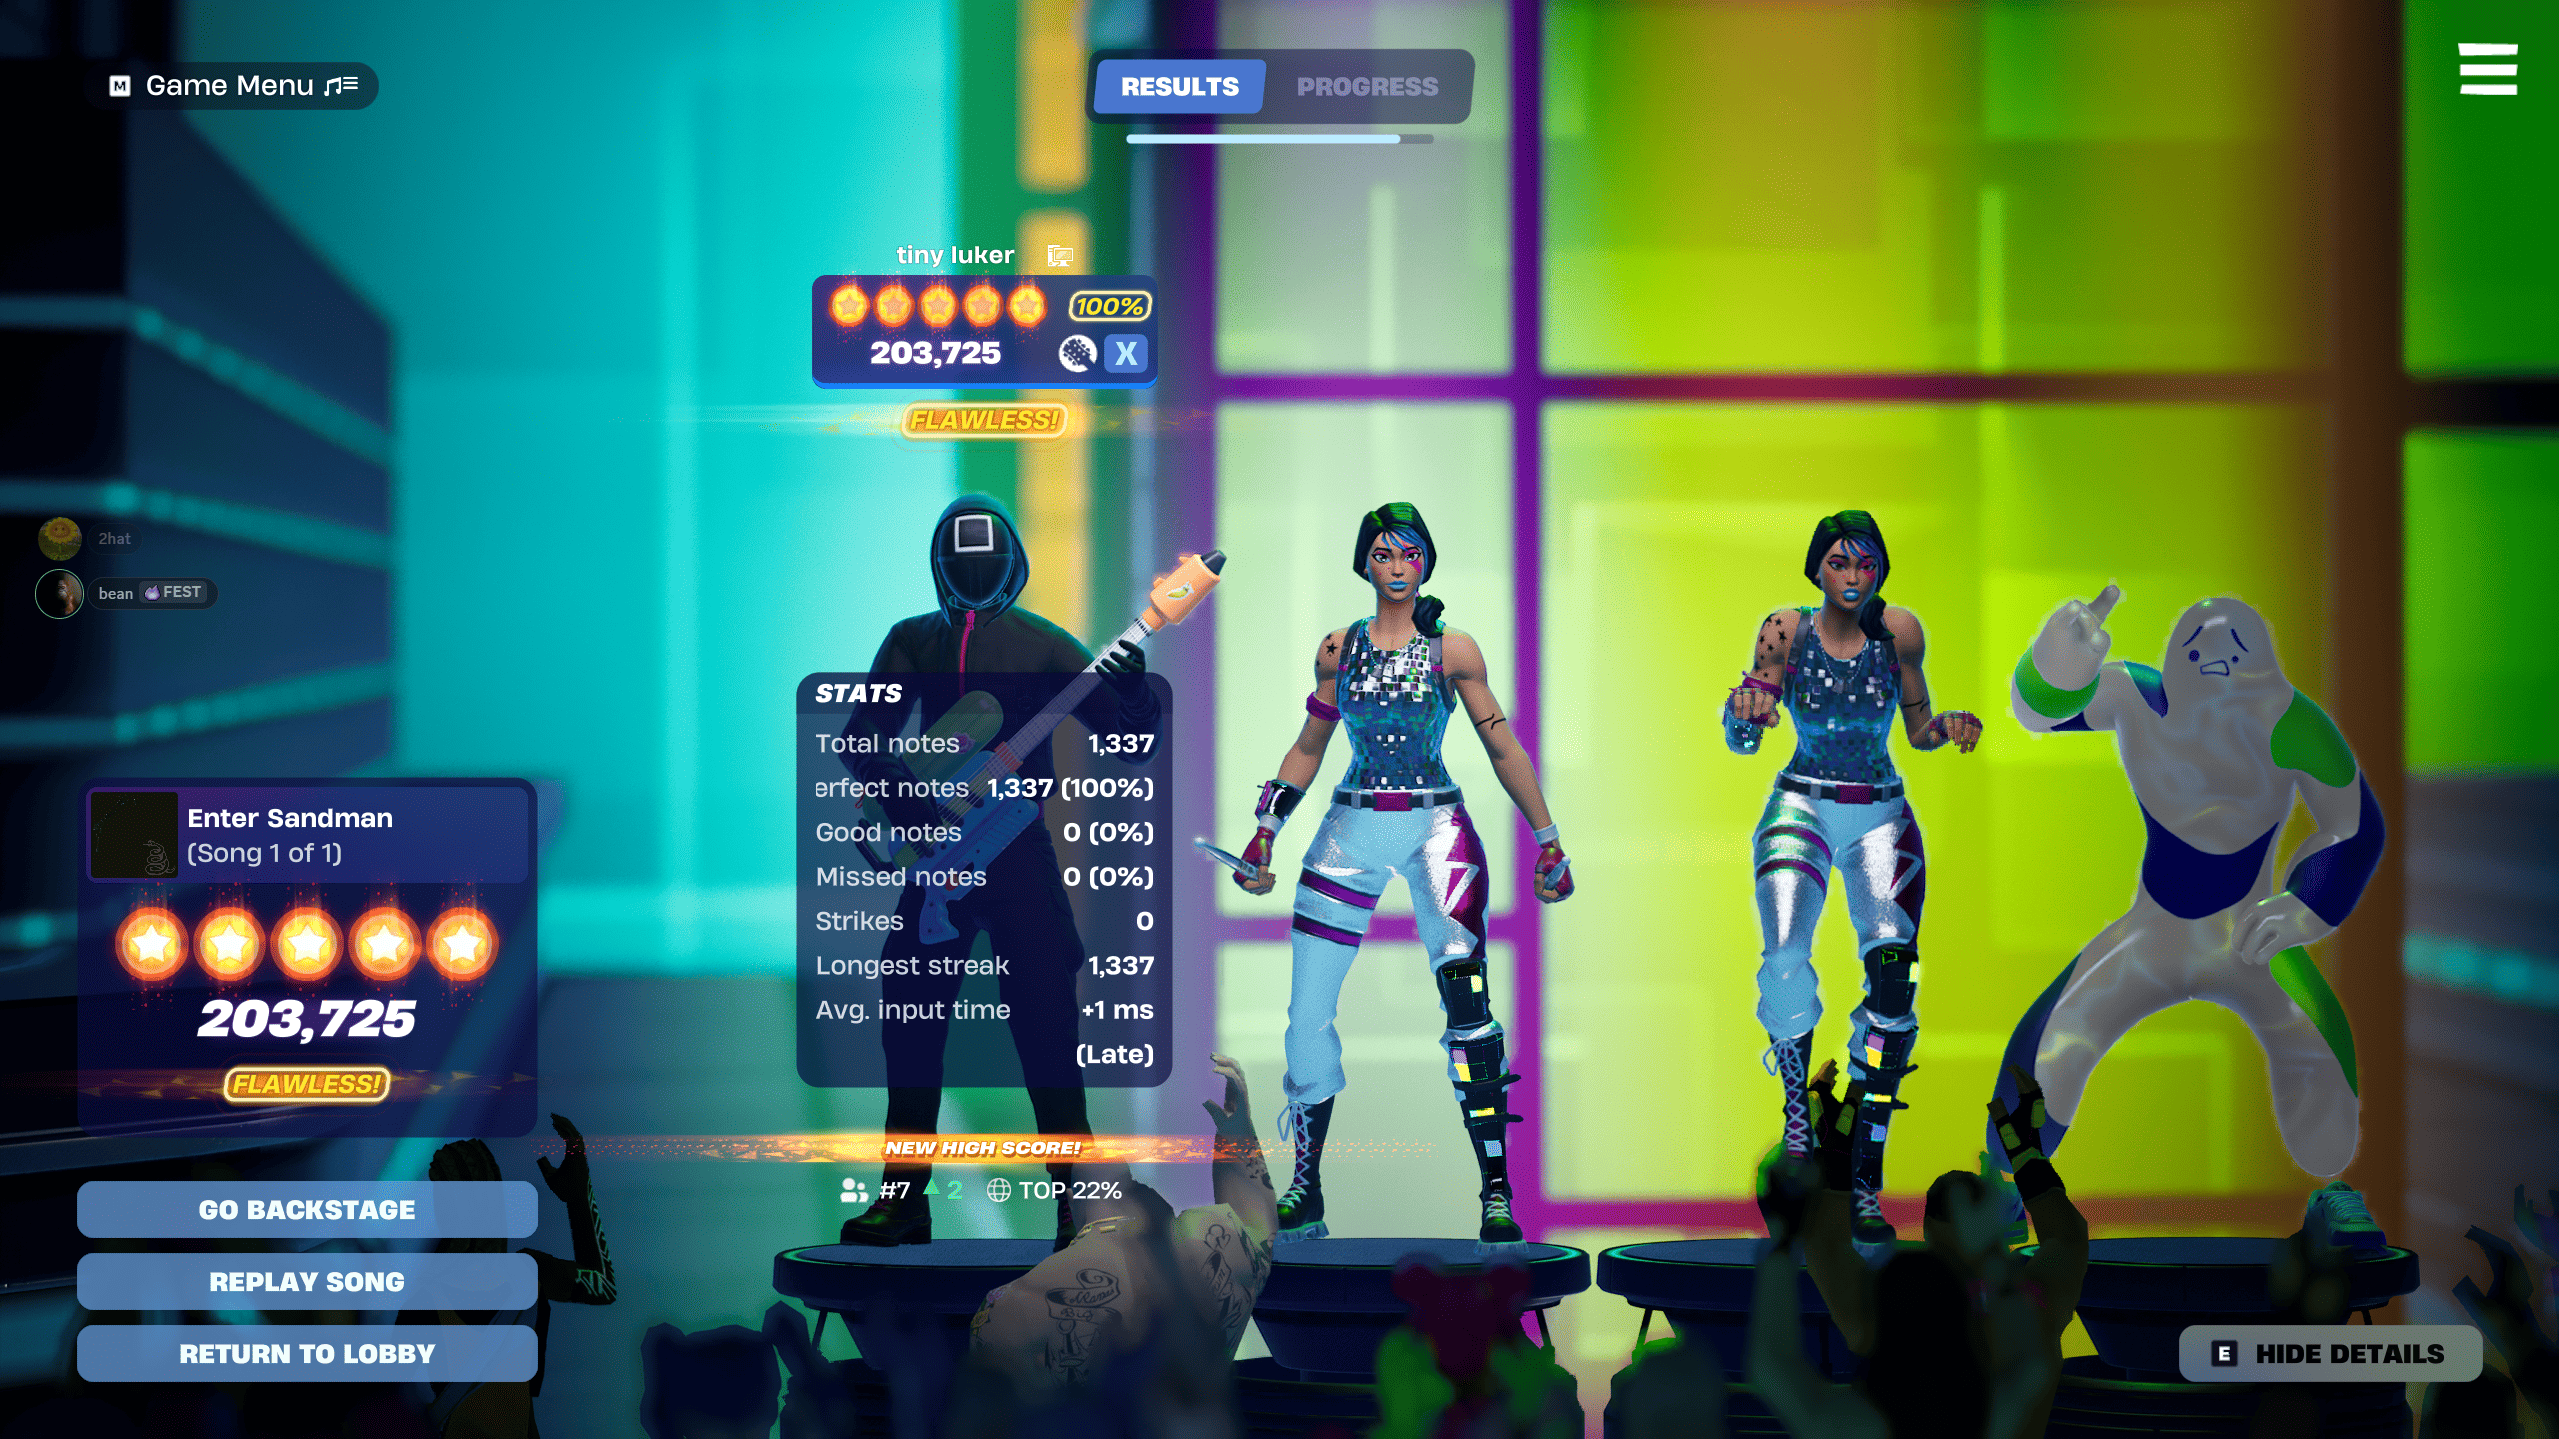 M Game Menu
RESULTS
PROGRESS
tiny luker
100%
203,725
X
FLAWLESS!
2hat
bean FEST
STATS
Total notes 1,337
erfect notes 1,337 (100%)
Good notes 0 (0%)
Missed notes 0 (0%)
Strikes 0
Longest streak 1,337
Avg. input time +1 ms
(Late)
Enter Sandman
(Song 1 of 1)
203,725
FLAWLESS!
NEW HIGH SCORE!
#7 2 TOP 22%
GO BACKSTAGE
REPLAY SONG
RETURN TO LOBBY
E HIDE DETAILS